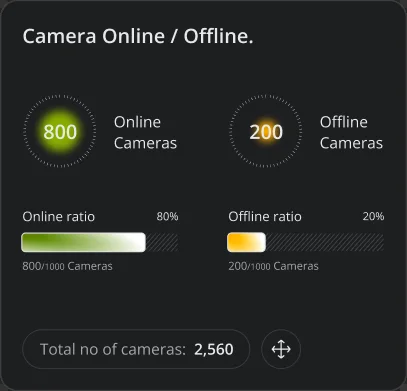 Camera Online / Offline.
800
Online
Cameras
200
Offline
Cameras
Online ratio 80%
Offline ratio 20%
800/1000 Cameras
200/1000 Cameras
Total no of cameras: 2,560